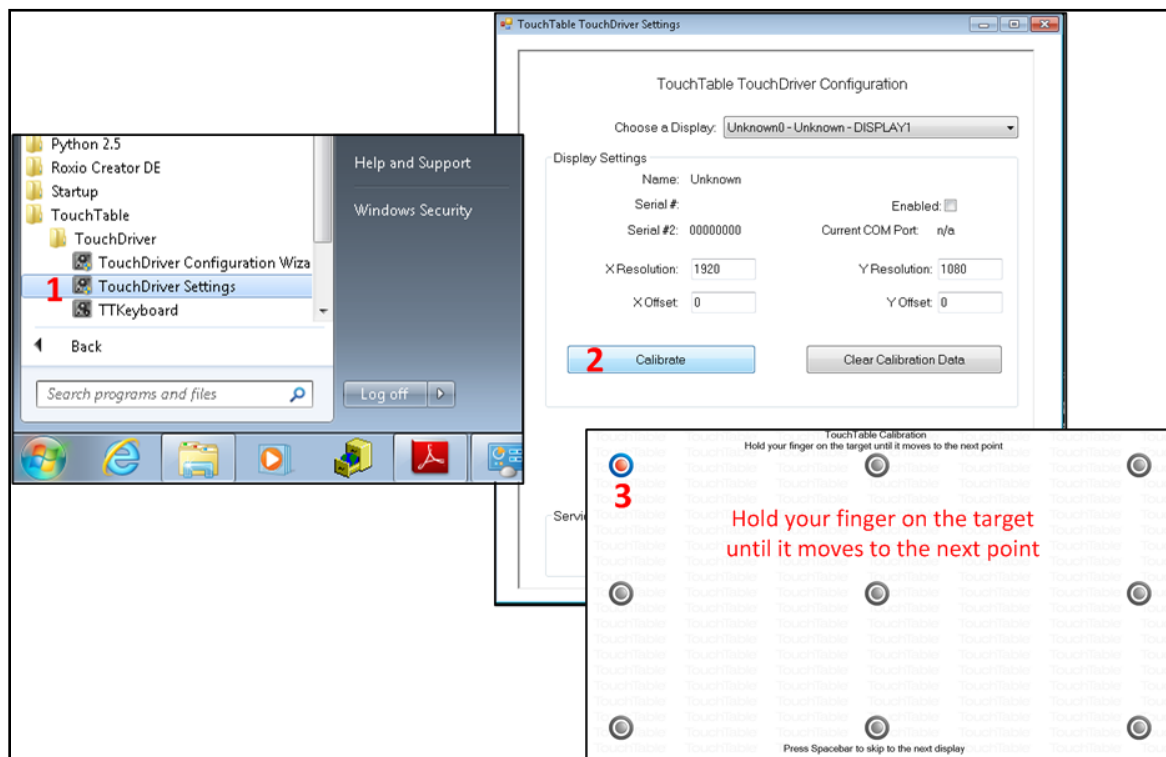 TouchTable TouchDriver Settings
TouchTable TouchDriver Configuration
Choose a Display: Unknown0 - Unknown - DISPLAY1
Display Settings
Name: Unknown
Serial #:
Enabled:
Serial #2: 00000000
Current COM Port: n/a
X Resolution: 1920
Y Resolution: 1080
X Offset: 0
Y Offset: 0
2
Calibrate
Clear Calibration Data
Python 2.5
Roxio Creator DE
Startup
TouchTable
TouchDriver
TouchDriver Configuration Wiza
1
TouchDriver Settings
TTKeyboard
Back
Search programs and files
Help and Support
Windows Security
Log off
Servi
TouchTable Calibration
Hold your finger on the target until it moves to the next point
3
Hold your finger on the target
until it moves to the next point
Press Spacebar to skip to the next display